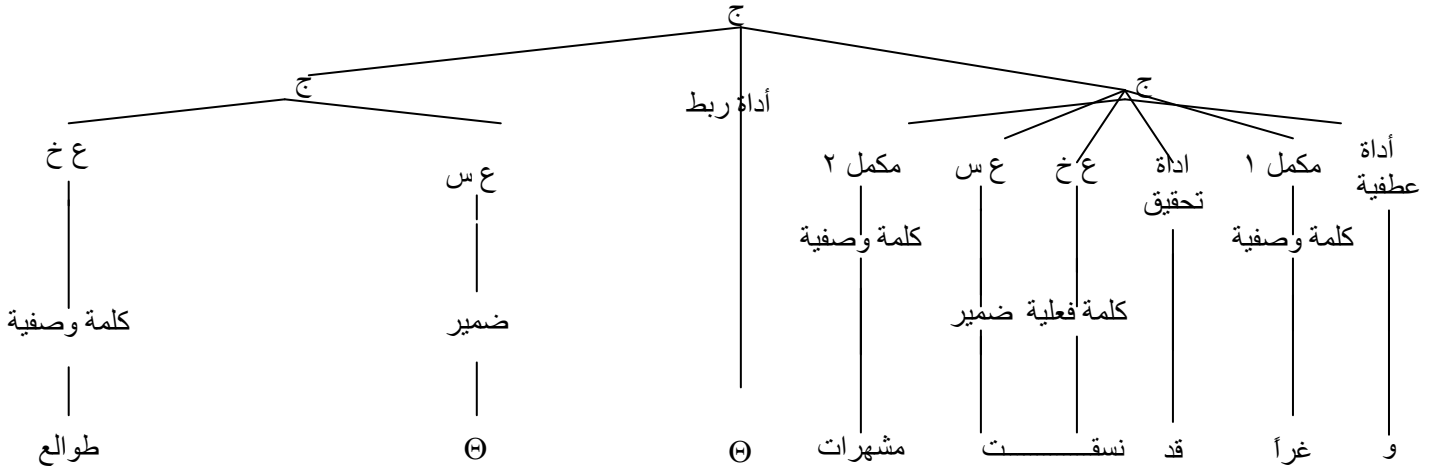 ج
ج
أداة ربط
ج
أداة
عطفية
مكمل ١
اداة
تحقيق
ع خ
ع س
مكمل ٢
ع س
ع خ
كلمة وصفية
كلمة وصفية
كلمة فعلية
ضمير
ضمير
كلمة وصفية
و
غراً
قد
نسقــــــــت
مشهرات
Θ
Θ
طوالع